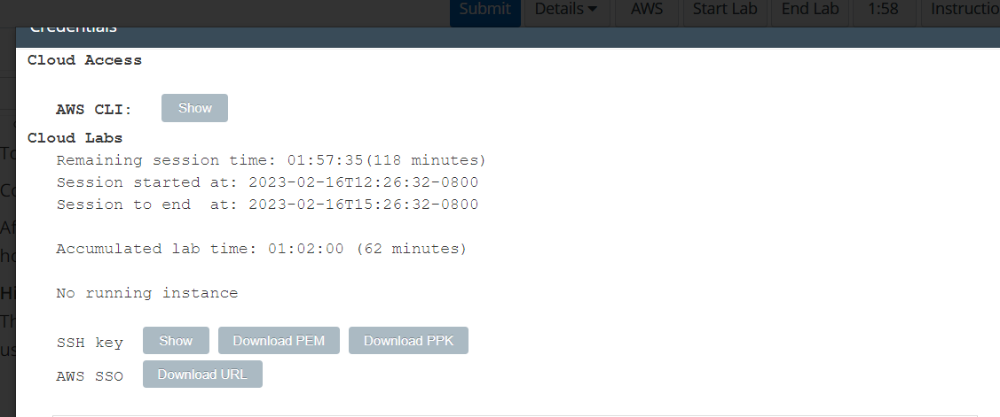 Submit Details AWS Start Lab End Lab 1:58 Instructio
Credentials
Cloud Access
AWS CLI: Show
Cloud Labs
Remaining session time: 01:57:35(118 minutes)
Session started at: 2023-02-16T12:26:32-0800
Session to end at: 2023-02-16T15:26:32-0800
Accumulated lab time: 01:02:00 (62 minutes)
No running instance
SSH key Show Download PEM Download PPK
AWS SSO Download URL